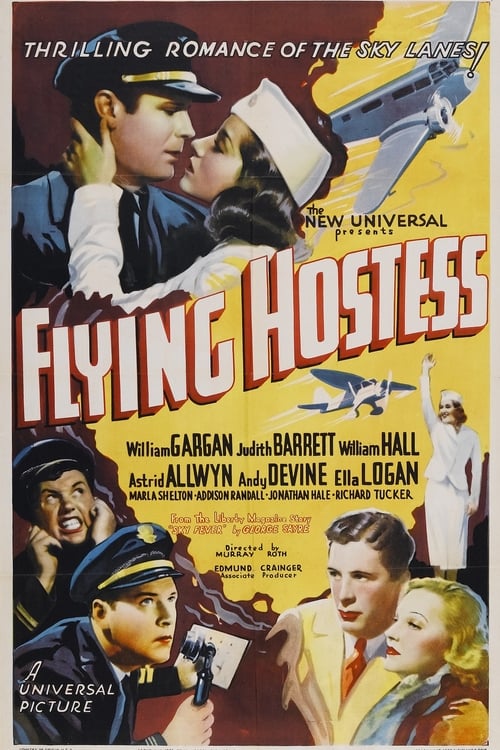 THRILLING ROMANCE OF THE SKY LANES!
The
NEW UNIVERSAL
presents
FLYING HOSTESS
William GARGAN Judith BARRETT William HALL
Astrid ALLWYN Andy DEVINE Ella LOGAN
MARLA SHELTON-ADDISON RANDALL-JONATHAN HALE-RICHARD TUCKER
From the Liberty Magazine Story
"SKY FEVER" by GEORGE SAYRE
Directed by
MURRAY ROTH
EDMUND GRAINGER
Associate Producer
A
UNIVERSAL
PICTURE